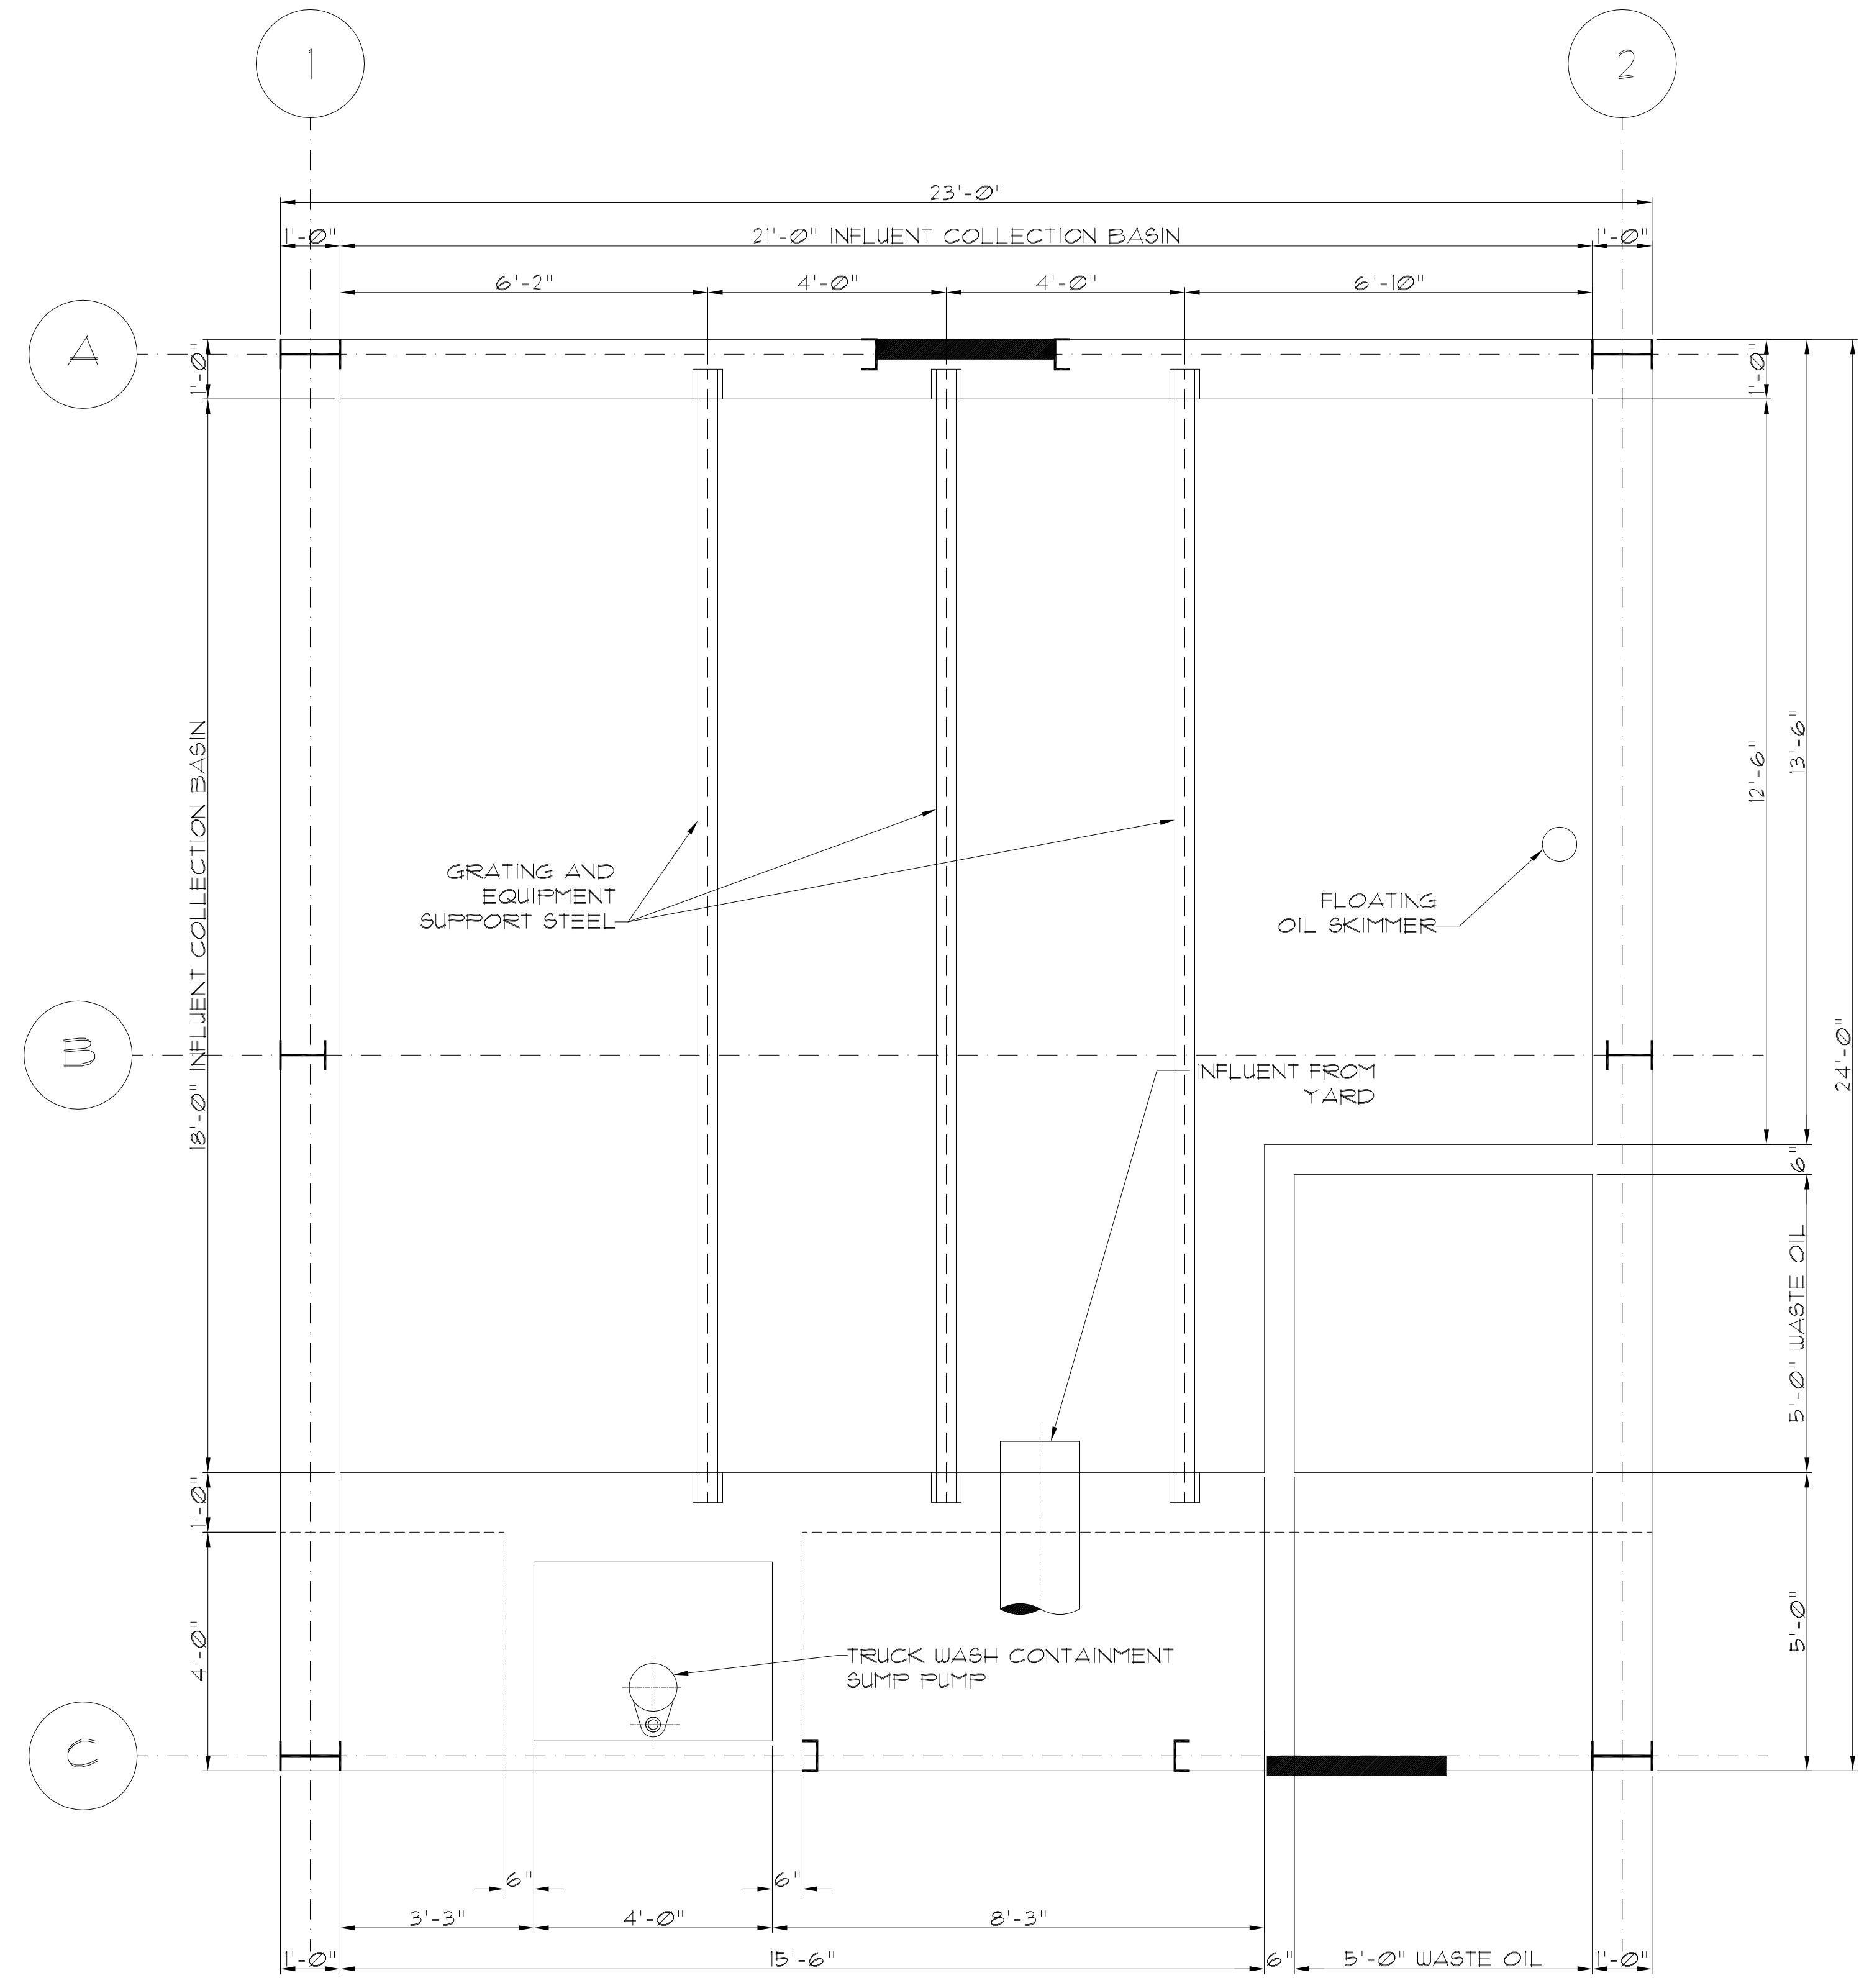 1
2
23'-0"
1'-0"
21'-0" INFLUENT COLLECTION BASIN
1'-0"
6'-2"
4'-0"
4'-0"
6'-10"
A
1'-0"
1'-0"
18'-0" INFLUENT COLLECTION BASIN
12'-6"
13'-6"
24'-0"
GRATING AND
EQUIPMENT
SUPPORT STEEL
FLOATING
OIL SKIMMER
B
INFLUENT FROM
YARD
6"
5'-0" WASTE OIL
1'-0"
4'-0"
5'-0"
TRUCK WASH CONTAINMENT
SUMP PUMP
C
6"
6"
3'-3"
4'-0"
8'-3"
1'-0"
15'-6"
6"
5'-0" WASTE OIL
1'-0"